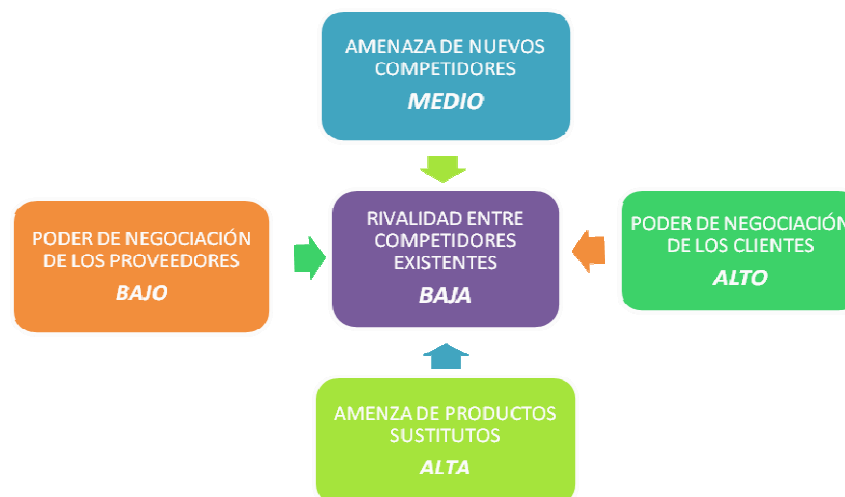 AMENAZA DE NUEVOS
COMPETIDORES
MEDIO
PODER DE NEGOCIACIÓN
DE LOS PROVEEDORES
BAJO
RIVALIDAD ENTRE
COMPETIDORES
EXISTENTES
BAJA
PODER DE NEGOCIACIÓN
DE LOS CLIENTES
ALTO
AMENZA DE PRODUCTOS
SUSTITUTOS
ALTA